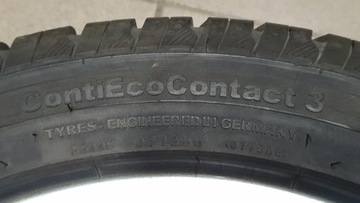 ContiEcoContact 3
TYRES - ENGINEERED IN GERMANY